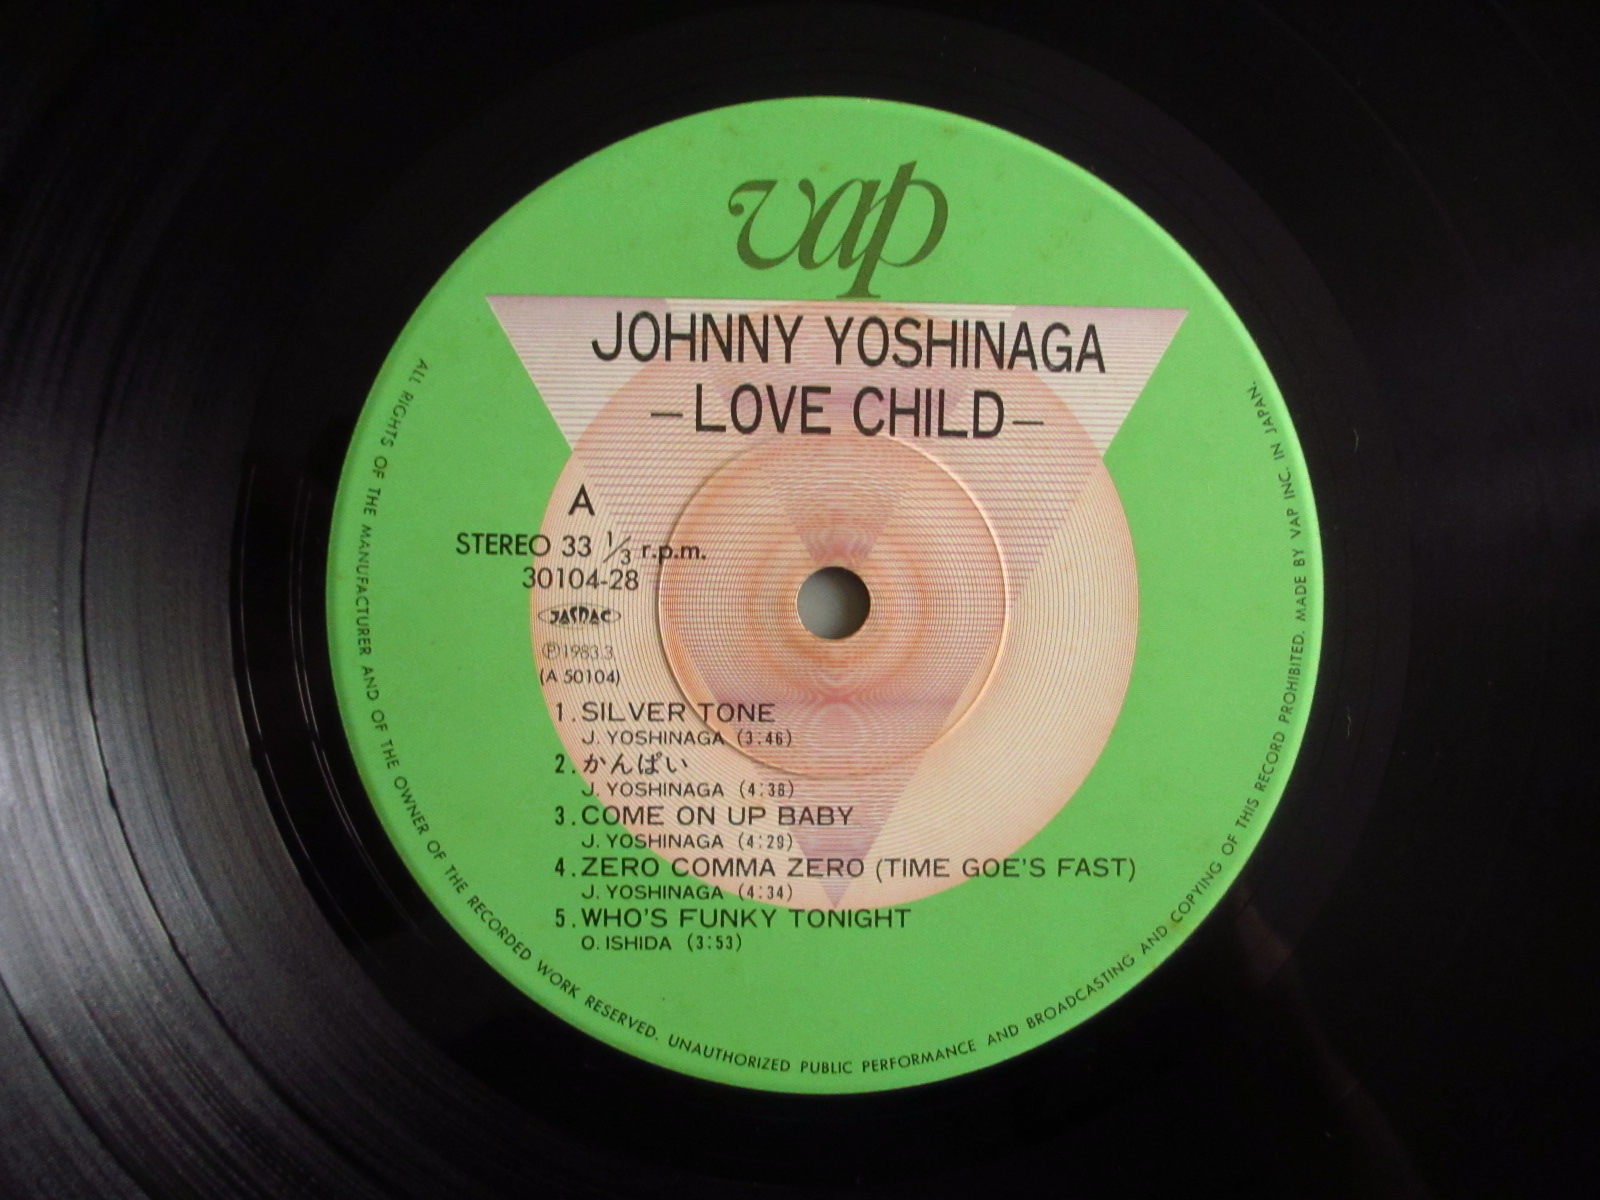 vap
JOHNNY YOSHINAGA
–LOVE CHILD–
A
STEREO 33 1/3 r.p.m.
30104-28
JASRAC
Ⓟ1983.3
(A 50104)
1. SILVER TONE
J. YOSHINAGA (3:46)
2. かんぱい
J. YOSHINAGA (4:38)
3. COME ON UP BABY
J. YOSHINAGA (4:29)
4. ZERO COMMA ZERO (TIME GOE'S FAST)
J. YOSHINAGA (4:34)
5. WHO'S FUNKY TONIGHT
O. ISHIDA (3:53)
ALL RIGHTS OF THE MANUFACTURER AND OF THE OWNER OF THE RECORDED WORK RESERVED. UNAUTHORIZED PUBLIC PERFORMANCE AND BROADCASTING AND COPYING OF THIS RECORD PROHIBITED. MADE BY VAP INC. IN JAPAN.